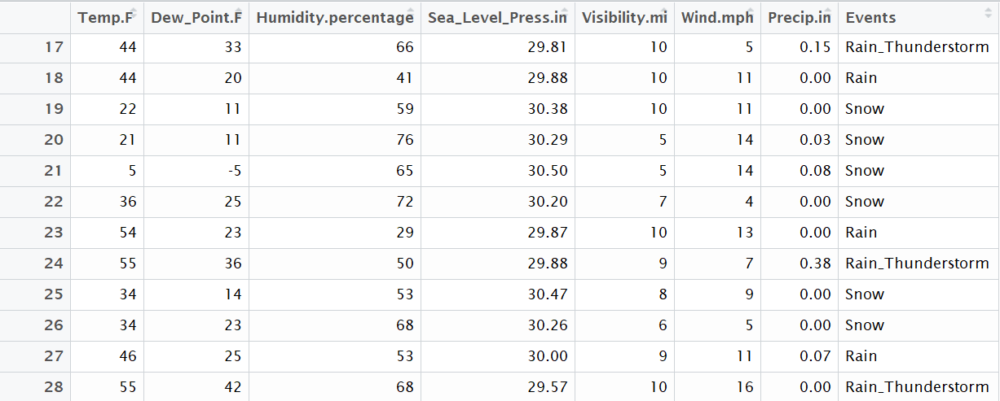 Temp.F Dew_Point.F Humidity.percentage Sea_Level_Press.in Visibility.mi Wind.mph Precip.in Events
17 44 33 66 29.81 10 5 0.15 Rain_Thunderstorm
18 44 20 41 29.88 10 11 0.00 Rain
19 22 11 59 30.38 10 11 0.00 Snow
20 21 11 76 30.29 5 14 0.03 Snow
21 5 -5 65 30.50 5 14 0.08 Snow
22 36 25 72 30.20 7 4 0.00 Snow
23 54 23 29 29.87 10 13 0.00 Rain
24 55 36 50 29.88 9 7 0.38 Rain_Thunderstorm
25 34 14 53 30.47 8 9 0.00 Snow
26 34 23 68 30.26 6 5 0.00 Snow
27 46 25 53 30.00 9 11 0.07 Rain
28 55 42 68 29.57 10 16 0.00 Rain_Thunderstorm